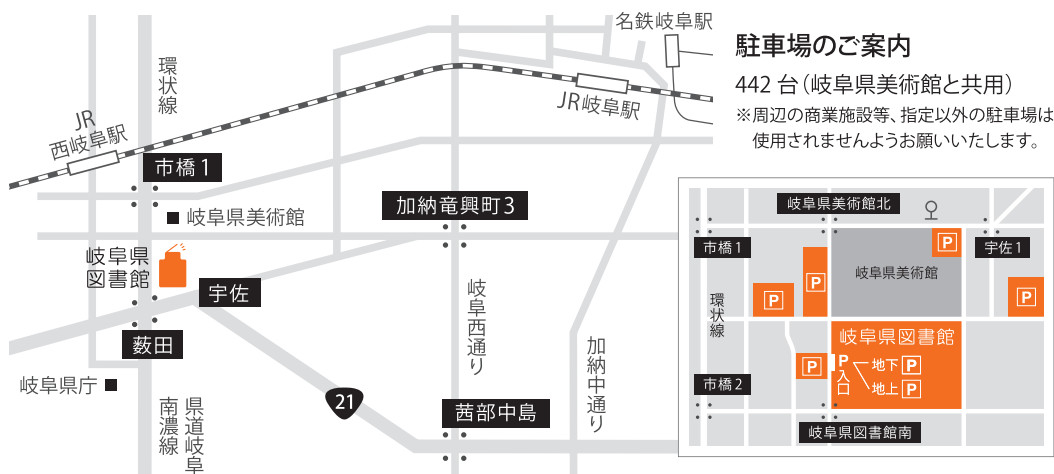 名鉄岐阜駅
駐車場のご案内
442 台(岐阜県美術館と共用)
※周辺の商業施設等、指定以外の駐車場は
使用されませんようお願いいたします。
環状線
JR
西岐阜駅
JR岐阜駅
市橋 1
岐阜県美術館
加納竜興町 3
岐阜県
図書館
宇佐
薮田
岐阜県庁
県道岐阜
南濃線
21
岐阜西通り
加納中通り
茜部中島
岐阜県美術館北
市橋 1
P
宇佐 1
岐阜県美術館
P
P
P
環状線
岐阜県図書館
P
入口
地下 P
地上 P
P
市橋 2
岐阜県図書館南